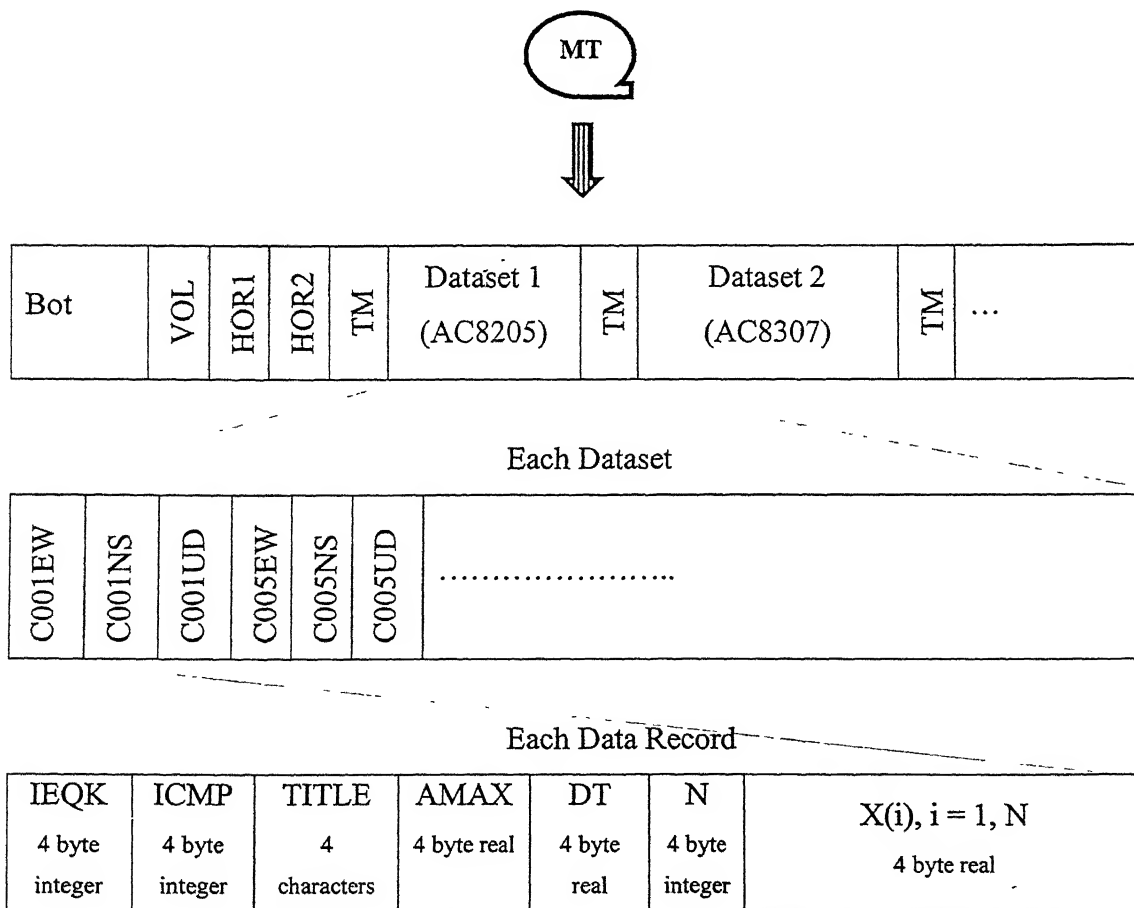 MT
Bot VOL HOR1 HOR2 TM Dataset 1 (AC8205) TM Dataset 2 (AC8307) TM ...
Each Dataset
C001EW C001NS C001UD C005EW C005NS C005UD ........................
Each Data Record
IEQK ICMP TITLE AMAX DT N X(i), i = 1, N
4 byte 4 byte 4 4 byte real 4 byte 4 byte 4 byte real
integer integer characters real integer